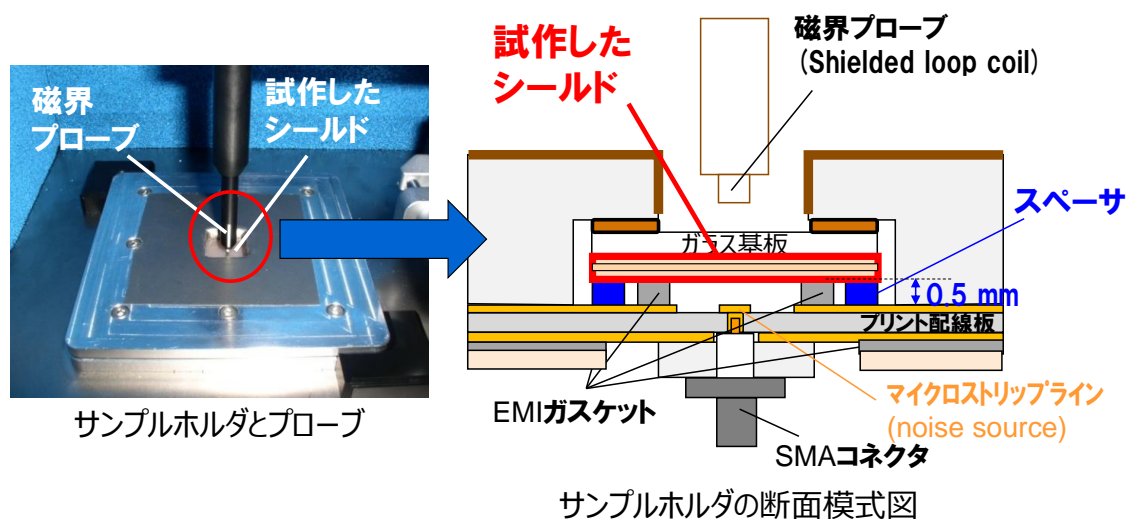 磁界
プローブ
試作した
シールド
サンプルホルダとプローブ
試作した
シールド
磁界プローブ
(Shielded loop coil)
スペーサ
ガラス基板
0.5 mm
プリント配線板
EMIガスケット
マイクロストリップライン
(noise source)
SMAコネクタ
サンプルホルダの断面模式図